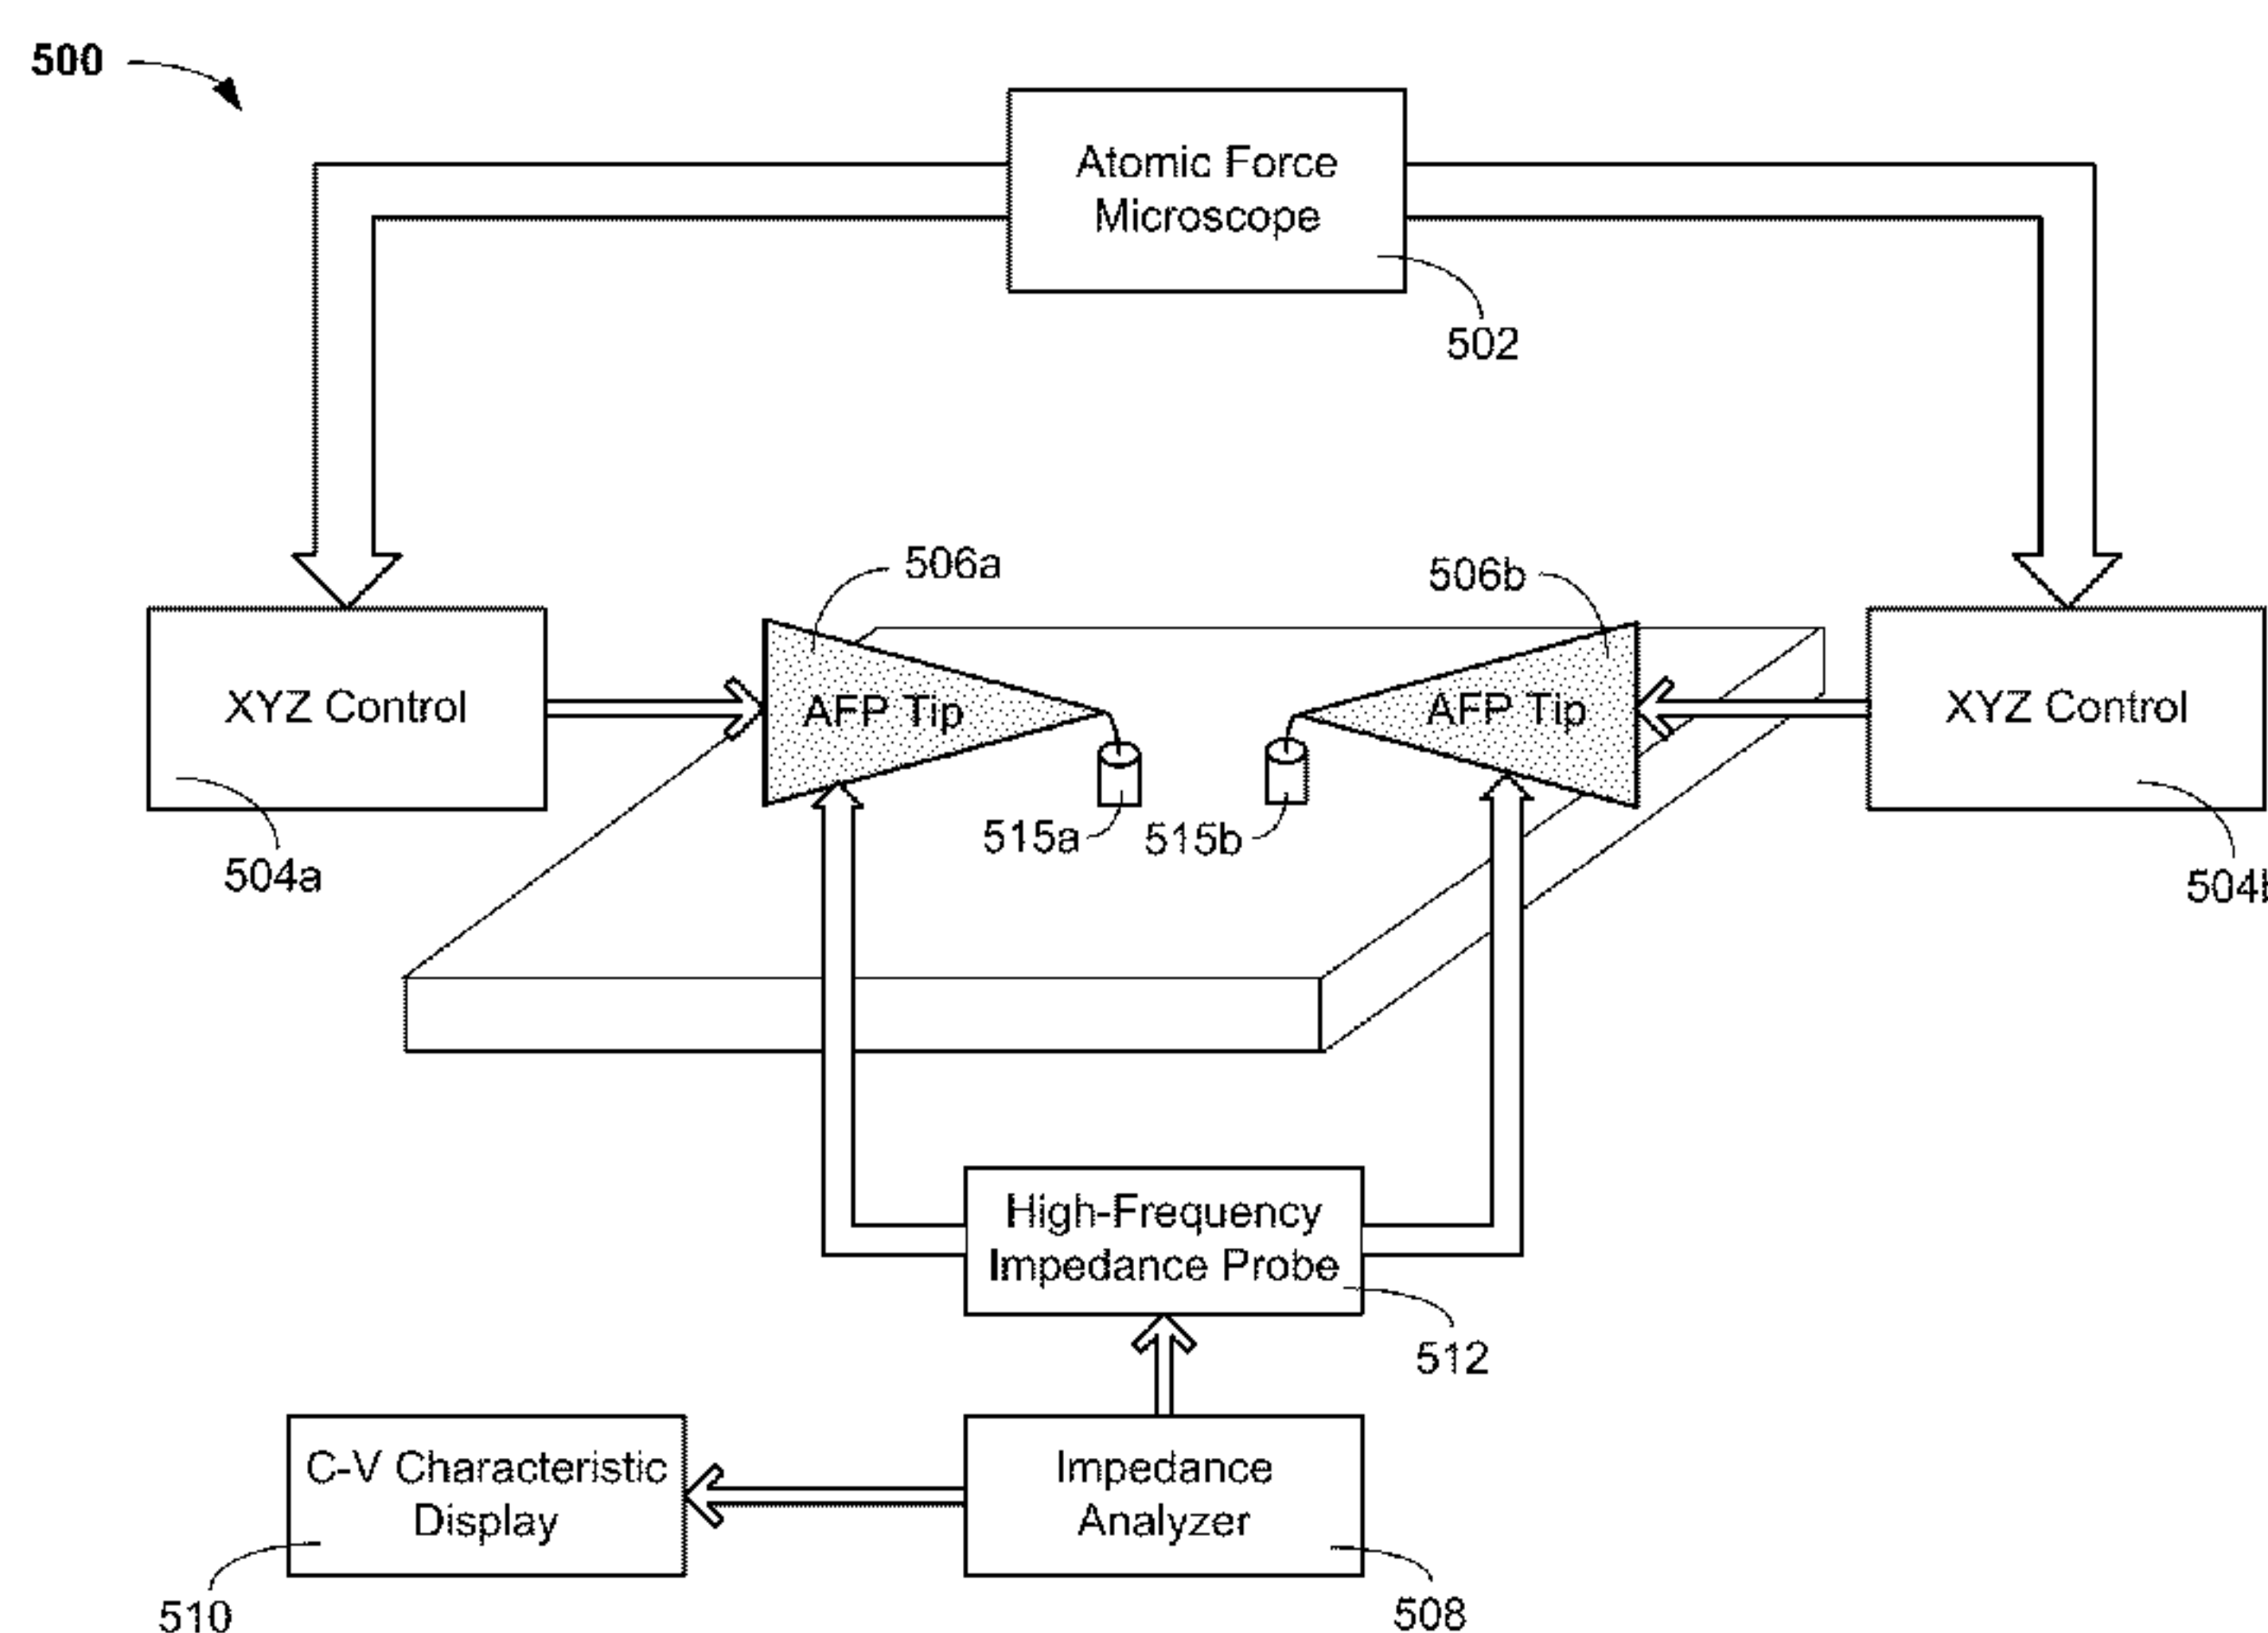 500
Atomic Force
Microscope
502
506a
506b
XYZ Control
AFP Tip
AFP Tip
XYZ Control
515a
515b
504a
High-Frequency
Impedance Probe
512
C-V Characteristic
Display
Impedance
Analyzer
510
508